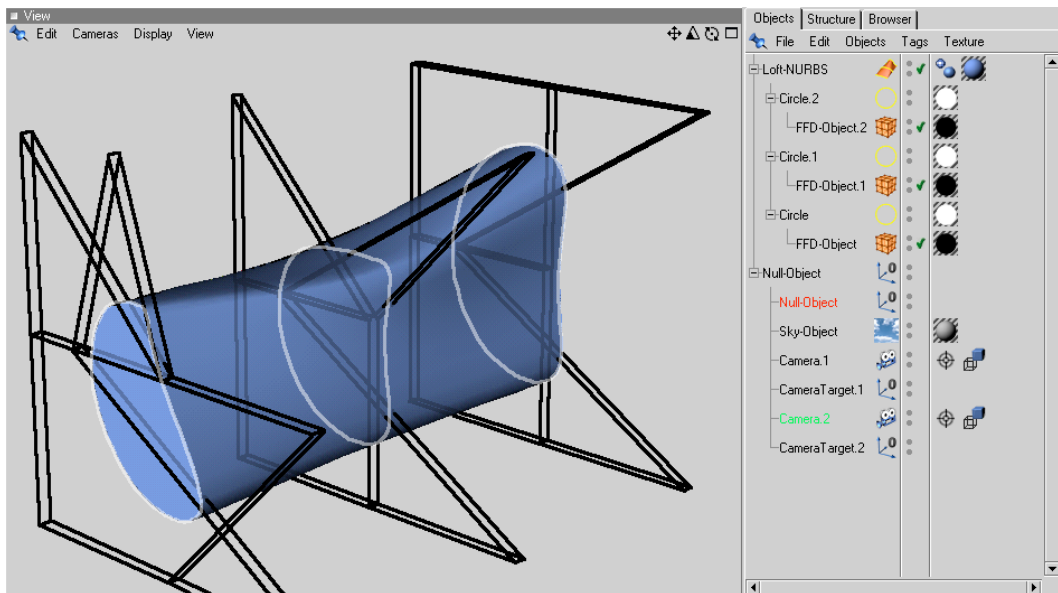 View
Edit Cameras Display View
Objects Structure Browser
File Edit Objects Tags Texture
Loft-NURBS
Circle.2
FFD-Object.2
Circle.1
FFD-Object.1
Circle
FFD-Object
Null-Object
Null-Object
Sky-Object
Camera.1
CameraTarget.1
Camera.2
CameraTarget.2